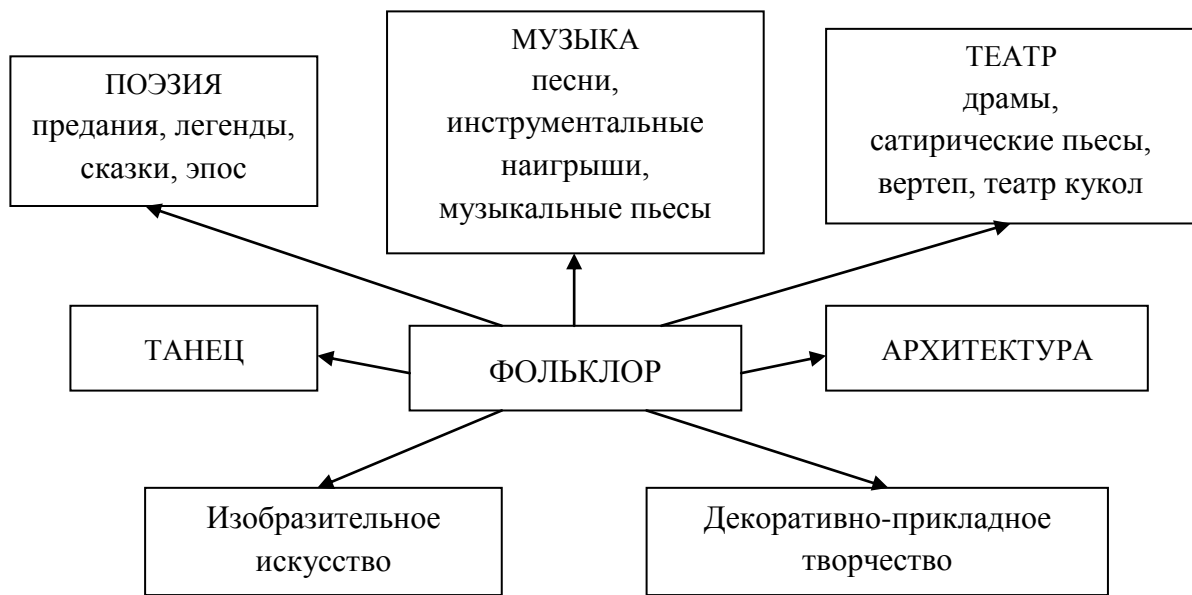 ПОЭЗИЯ
предания, легенды,
сказки, эпос
МУЗЫКА
песни,
инструментальные
наигрыши,
музыкальные пьесы
ТЕАТР
драмы,
сатирические пьесы,
вертеп, театр кукол
ТАНЕЦ
ФОЛЬКЛОР
АРХИТЕКТУРА
Изобразительное
искусство
Декоративно-прикладное
творчество